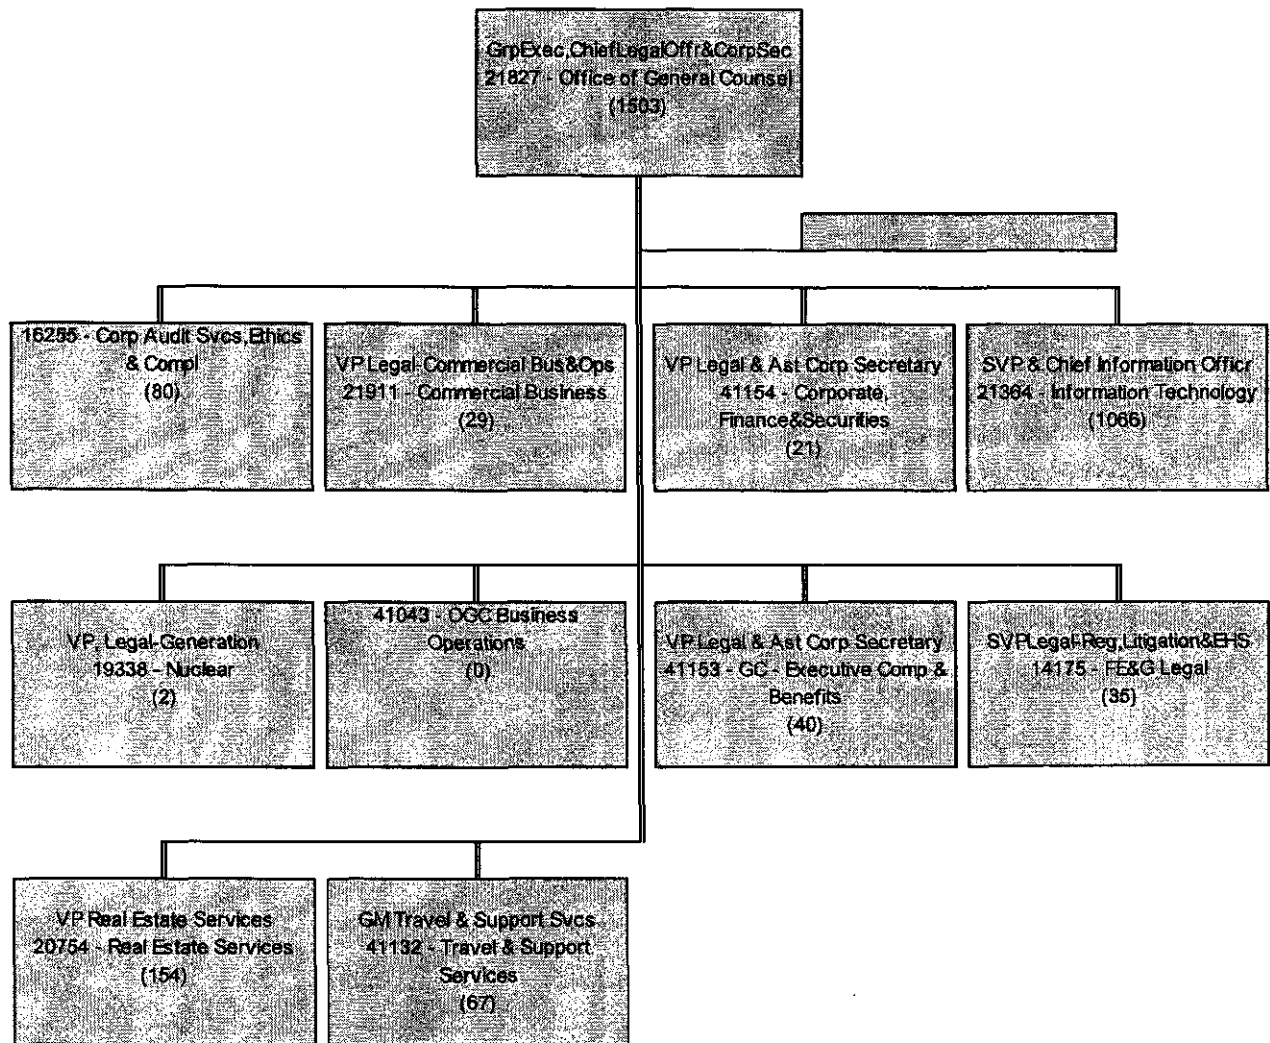 GrpExec,ChiefLegalOffr&CorpSec
21827 - Office of General Counsel
(1503)
16255 - Corp Audit Svcs,Ethics
& Compl
(80)
VP Legal-Commercial Bus&Ops
21911 - Commercial Business
(29)
VP Legal & Ast Corp Secretary
41154 - Corporate,
Finance&Securities
(21)
SVP & Chief Information Officr
21364 - Information Technology
(1066)
VP, Legal-Generation
19338 - Nuclear
(2)
41043 - OGC Business
Operations
(0)
VP Legal & Ast Corp Secretary
41153 - GC - Executive Comp &
Benefits
(40)
SVPLegal-Reg,Litigation&EHS
14175 - FE&G Legal
(35)
VP Real Estate Services
20754 - Real Estate Services
(154)
GM Travel & Support Svcs
41132 - Travel & Support
Services
(67)